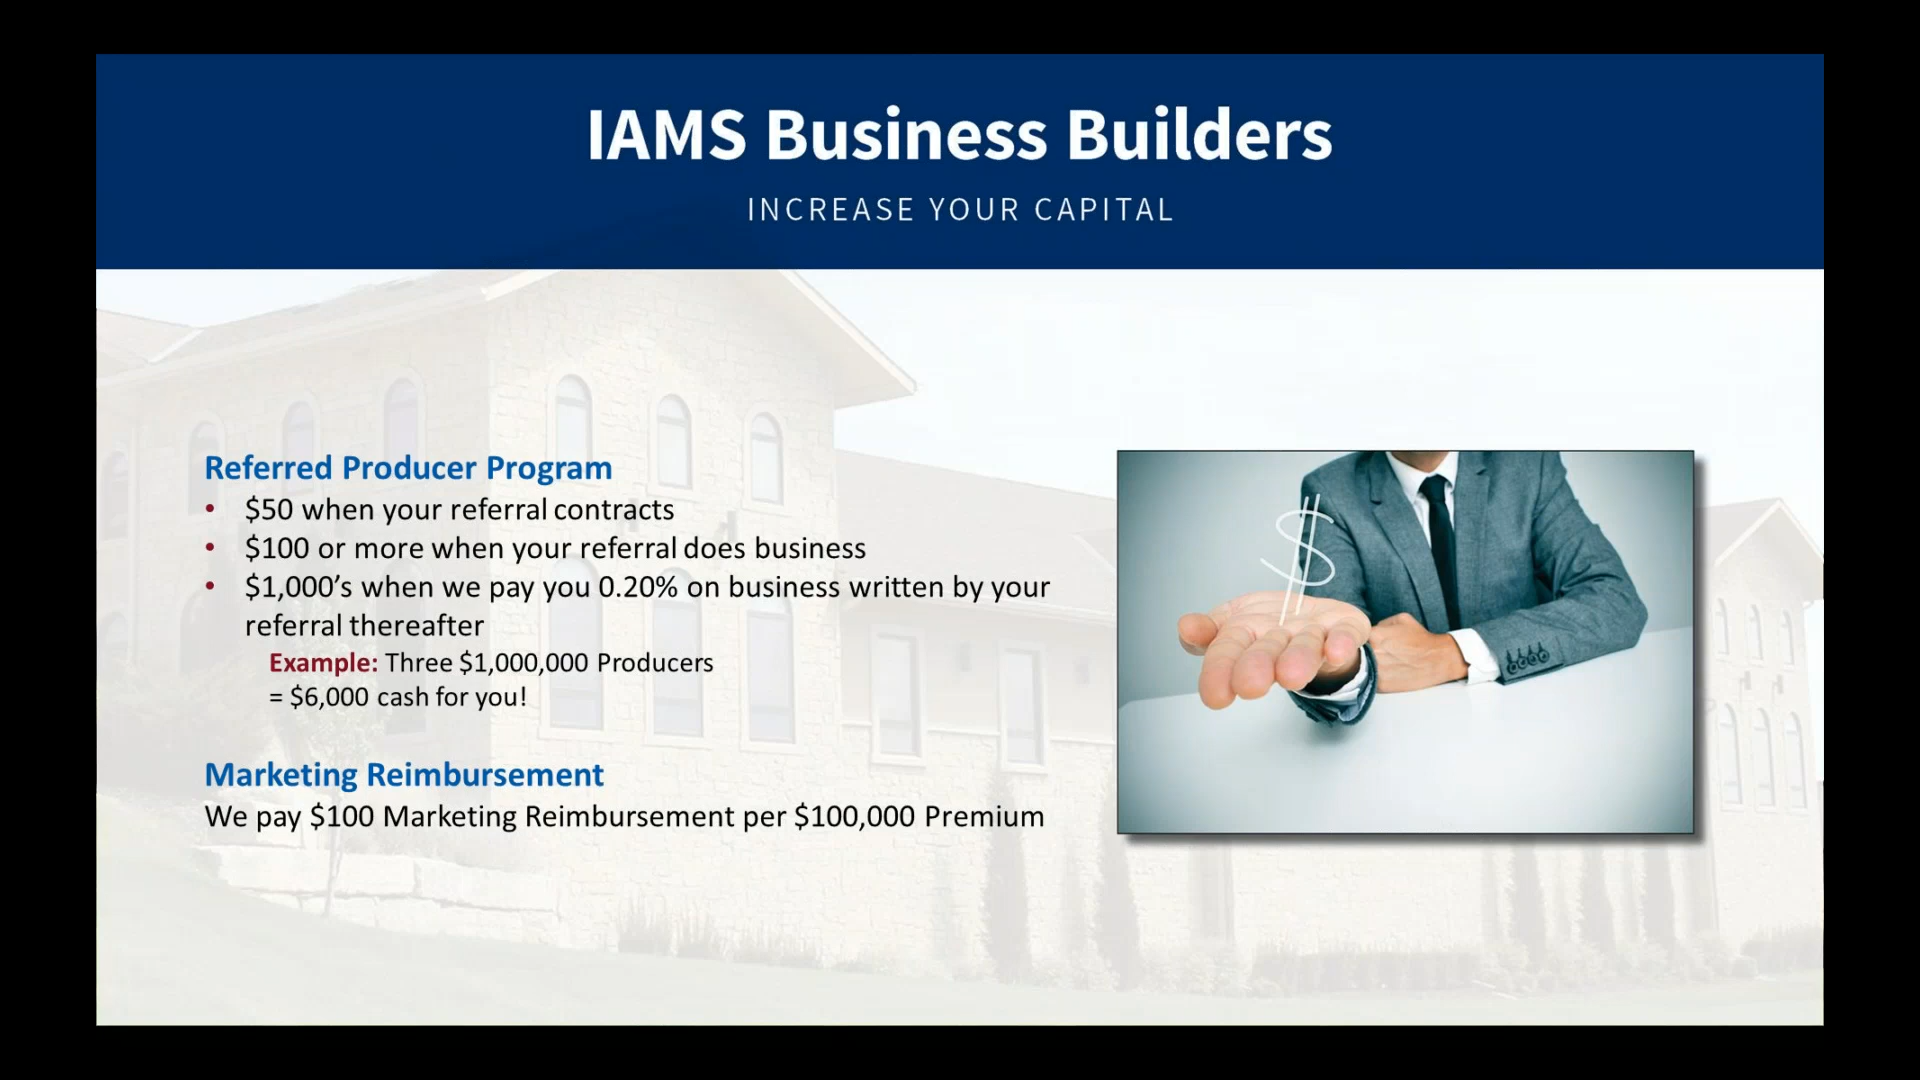 IAMS Business Builders
INCREASE YOUR CAPITAL
Referred Producer Program
• $50 when your referral contracts
• $100 or more when your referral does business
• $1,000’s when we pay you 0.20% on business written by your
referral thereafter
Example: Three $1,000,000 Producers
= $6,000 cash for you!
Marketing Reimbursement
We pay $100 Marketing Reimbursement per $100,000 Premium
$